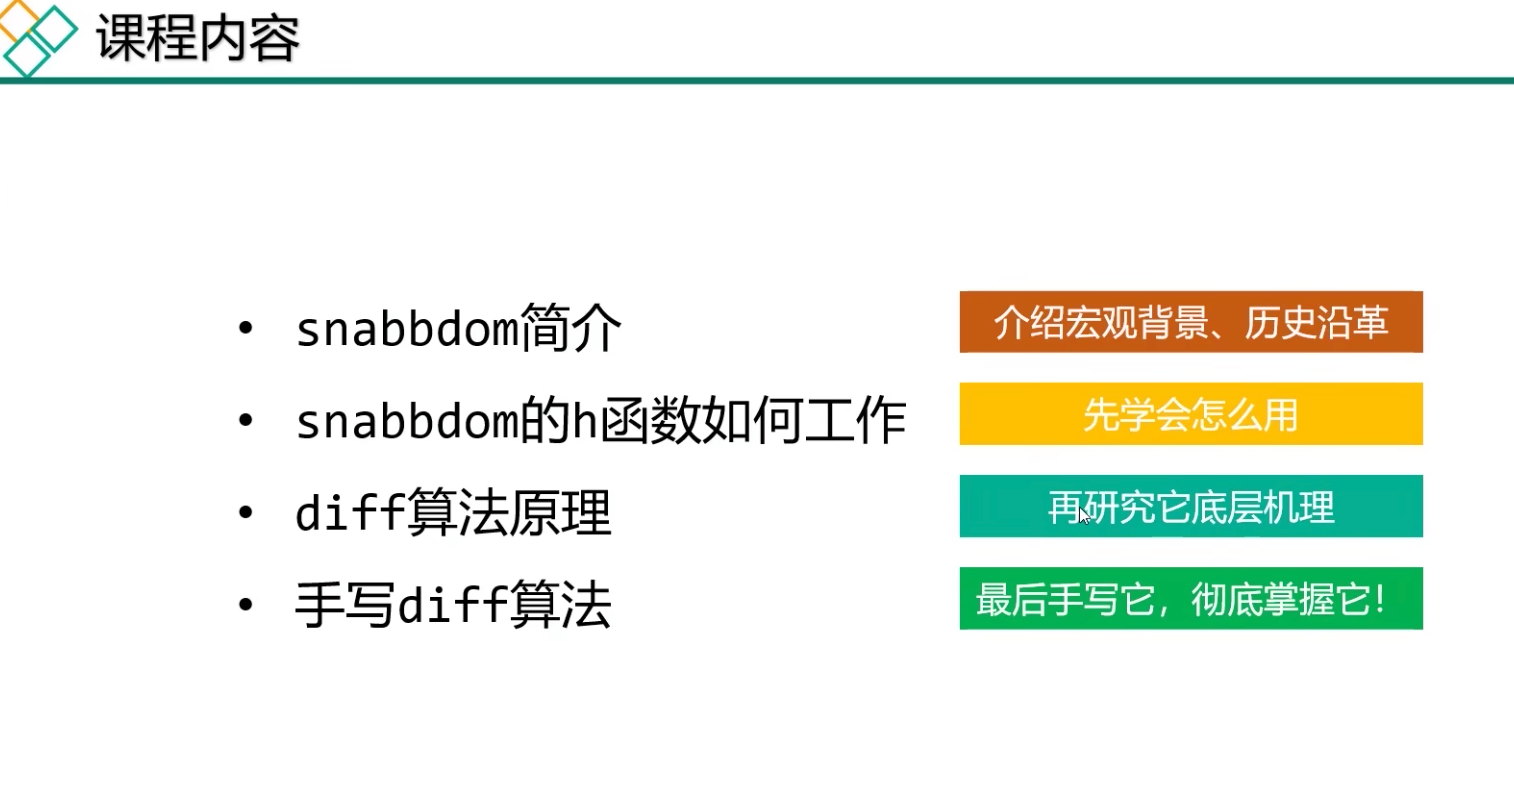 课程内容
• snabbdom简介
介绍宏观背景、历史沿革
• snabbdom的h函数如何工作
先学会怎么用
• diff算法原理
再研究它底层机理
• 手写diff算法
最后手写它，彻底掌握它！